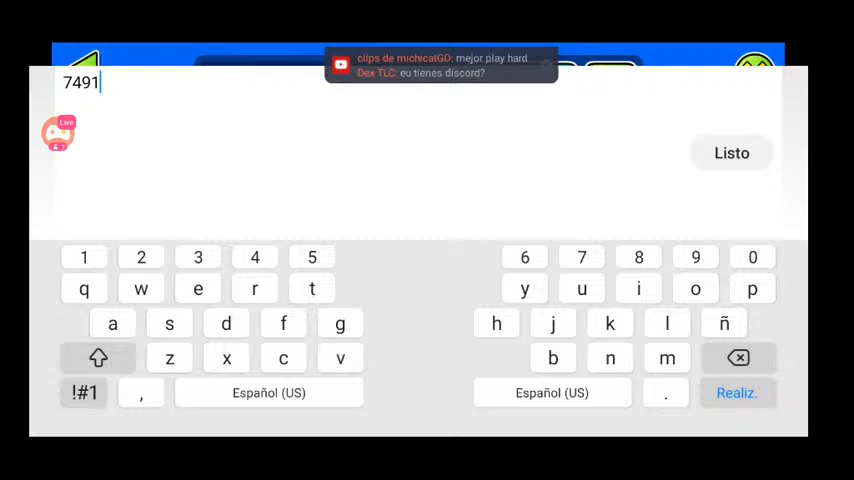 clips de michicatGD: mejor play hard
Dex TLC: eu tienes discord?
7491
Live
7
Listo
1 2 3 4 5 6 7 8 9 0
q w e r t y u i o p
a s d f g h j k l ñ
z x c v b n m
!#1 , Español (US) Español (US) . Realiz.